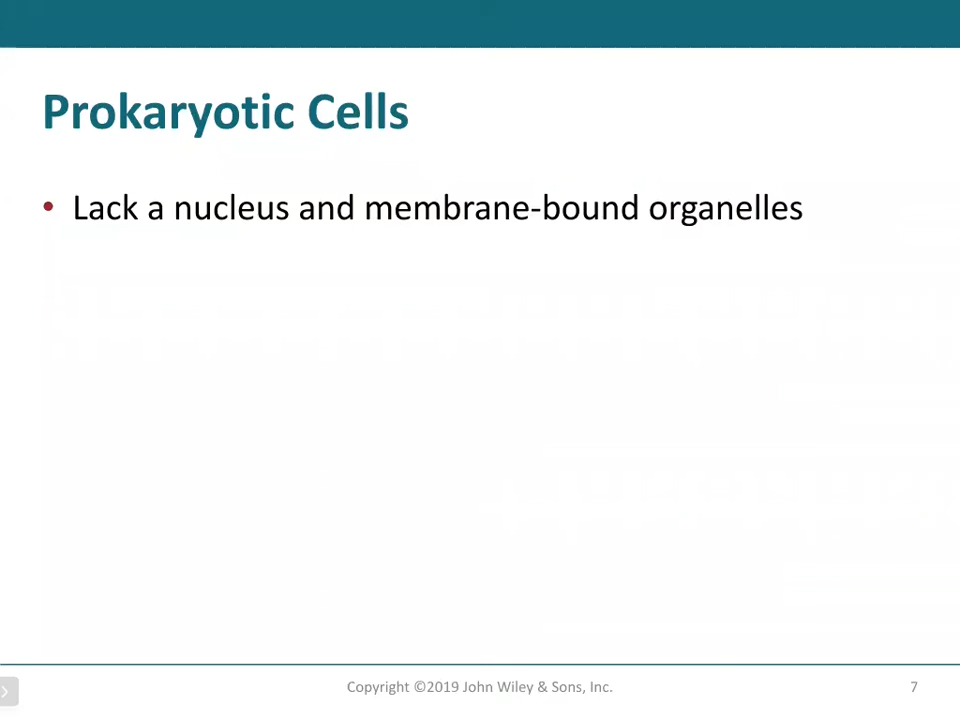 Prokaryotic Cells
• Lack a nucleus and membrane-bound organelles
Copyright ©2019 John Wiley & Sons, Inc.
7